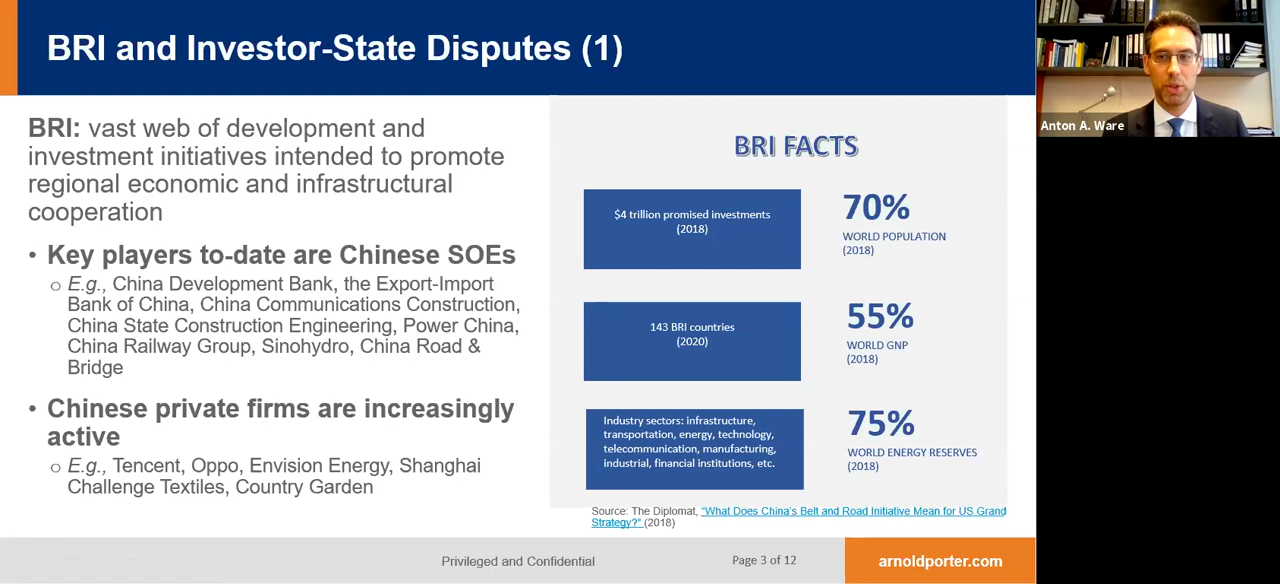 BRI and Investor-State Disputes (1)
BRI: vast web of development and
investment initiatives intended to promote
regional economic and infrastructural
cooperation
• Key players to-date are Chinese SOEs
o E.g., China Development Bank, the Export-Import
Bank of China, China Communications Construction,
China State Construction Engineering, Power China,
China Railway Group, Sinohydro, China Road &
Bridge
• Chinese private firms are increasingly
active
o E.g., Tencent, Oppo, Envision Energy, Shanghai
Challenge Textiles, Country Garden
BRI FACTS
$4 trillion promised investments
(2018)
70%
WORLD POPULATION
(2018)
143 BRI countries
(2020)
55%
WORLD GNP
(2018)
Industry sectors: infrastructure,
transportation, energy, technology,
telecommunication, manufacturing,
industrial, financial institutions, etc.
75%
WORLD ENERGY RESERVES
(2018)
Source: The Diplomat, “What Does China’s Belt and Road Initiative Mean for US Grand
Strategy?” (2018)
Privileged and Confidential
Page 3 of 12
arnoldporter.com
Anton A. Ware